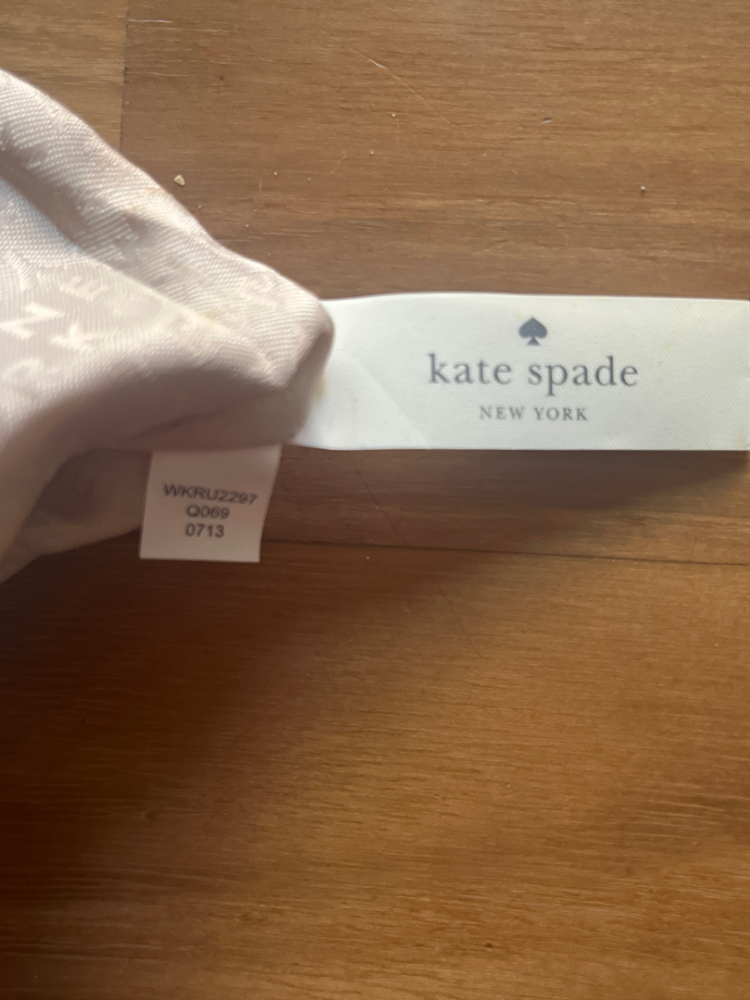 kate spade
NEW YORK
WKRU2297
Q069
0713